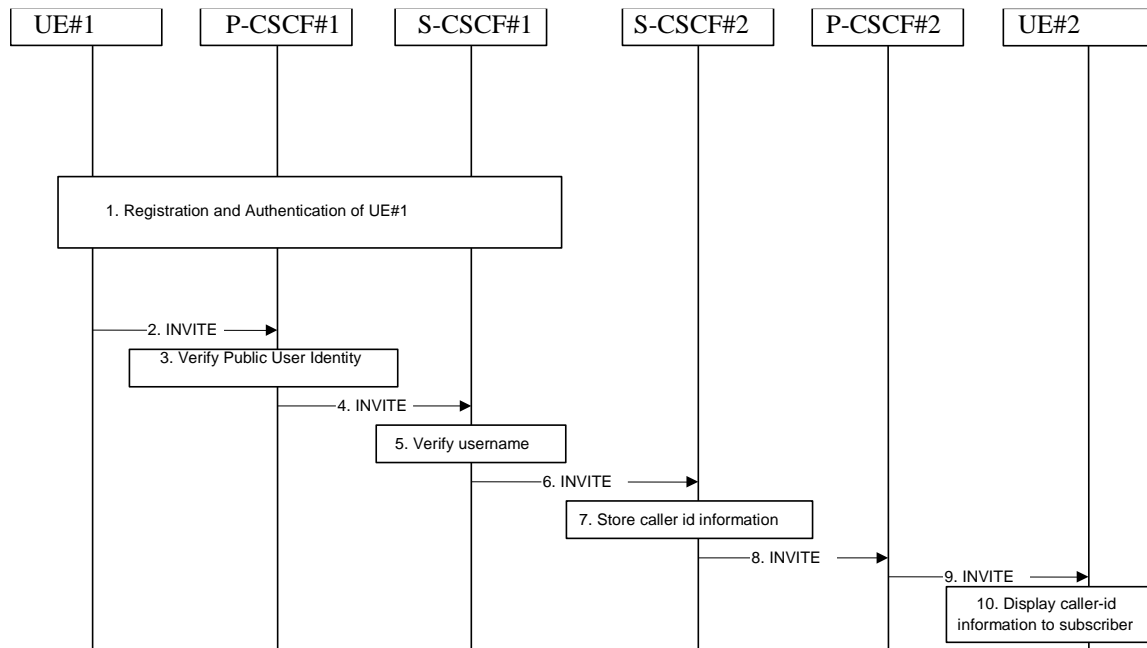 UE#1
P-CSCF#1
S-CSCF#1
S-CSCF#2
P-CSCF#2
UE#2
1. Registration and Authentication of UE#1
2. INVITE
3. Verify Public User Identity
4. INVITE
5. Verify username
6. INVITE
7. Store caller id information
8. INVITE
9. INVITE
10. Display caller-id
information to subscriber